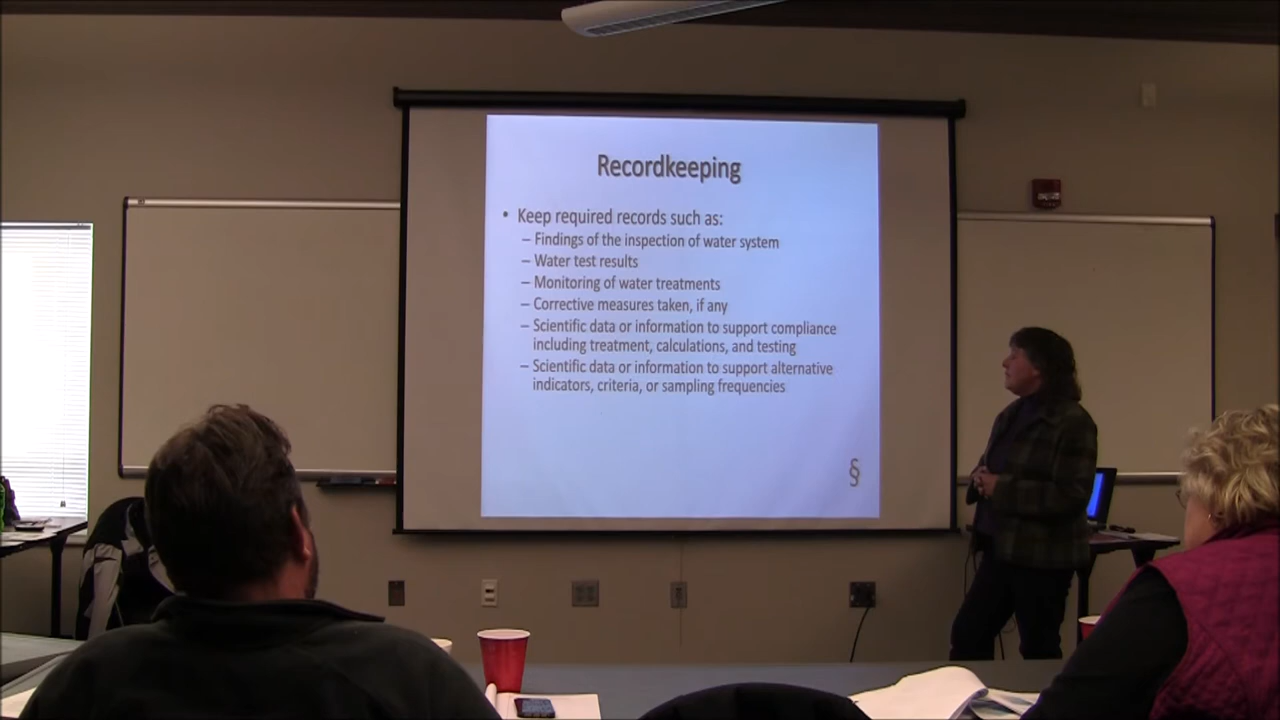 Recordkeeping
• Keep required records such as:
– Findings of the inspection of water system
– Water test results
– Monitoring of water treatments
– Corrective measures taken, if any
– Scientific data or information to support compliance
including treatment, calculations, and testing
– Scientific data or information to support alternative
indicators, criteria, or sampling frequencies
§